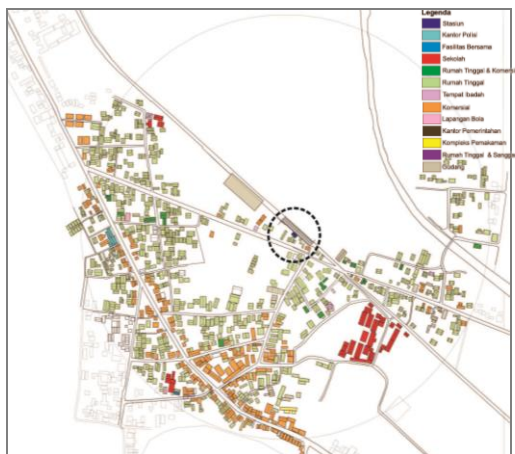 Legenda
Stasiun
Kantor Polisi
Fasilitas Bersama
Sekolah
Rumah Tinggal & Komersi
Rumah Tinggal
Tempat Ibadah
Komersial
Lapangan Bola
Kantor Pemerintahan
Kompleks Pemakaman
Rumah Tinggal & Sangga
Gudang